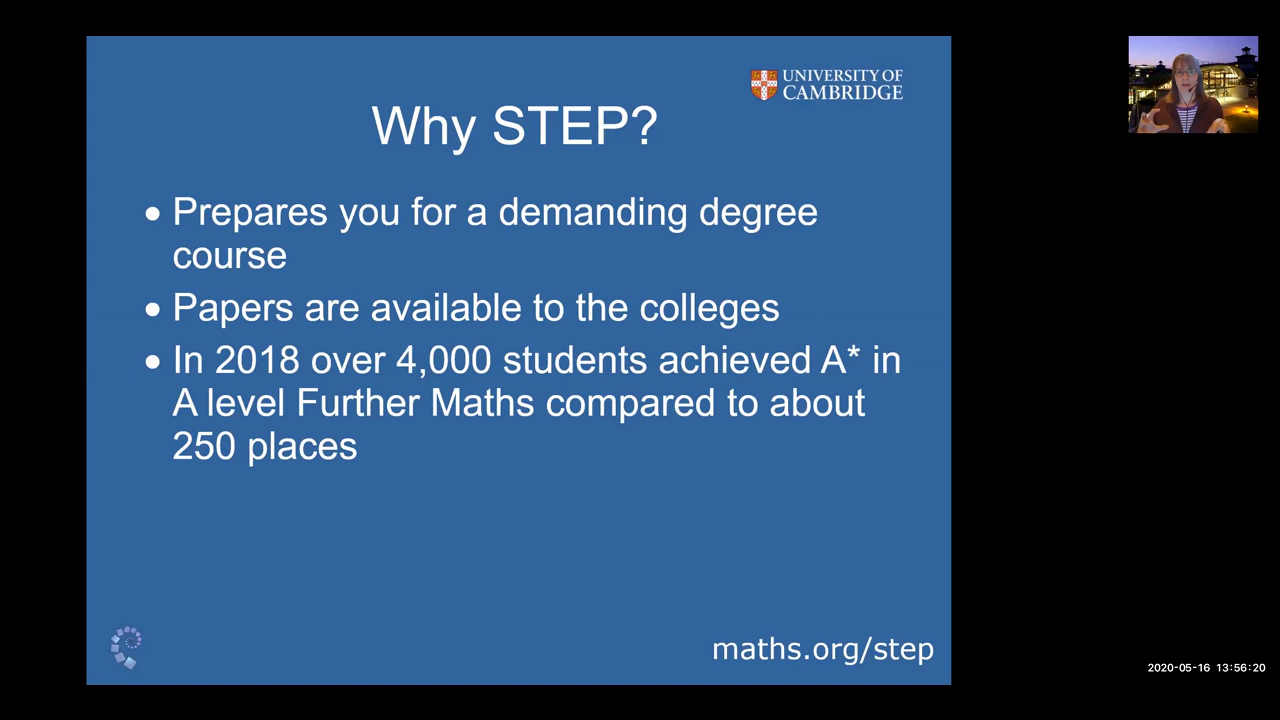 UNIVERSITY OF
CAMBRIDGE
Why STEP?
• Prepares you for a demanding degree
course
• Papers are available to the colleges
• In 2018 over 4,000 students achieved A* in
A level Further Maths compared to about
250 places
maths.org/step
2020-05-16 13:56:20